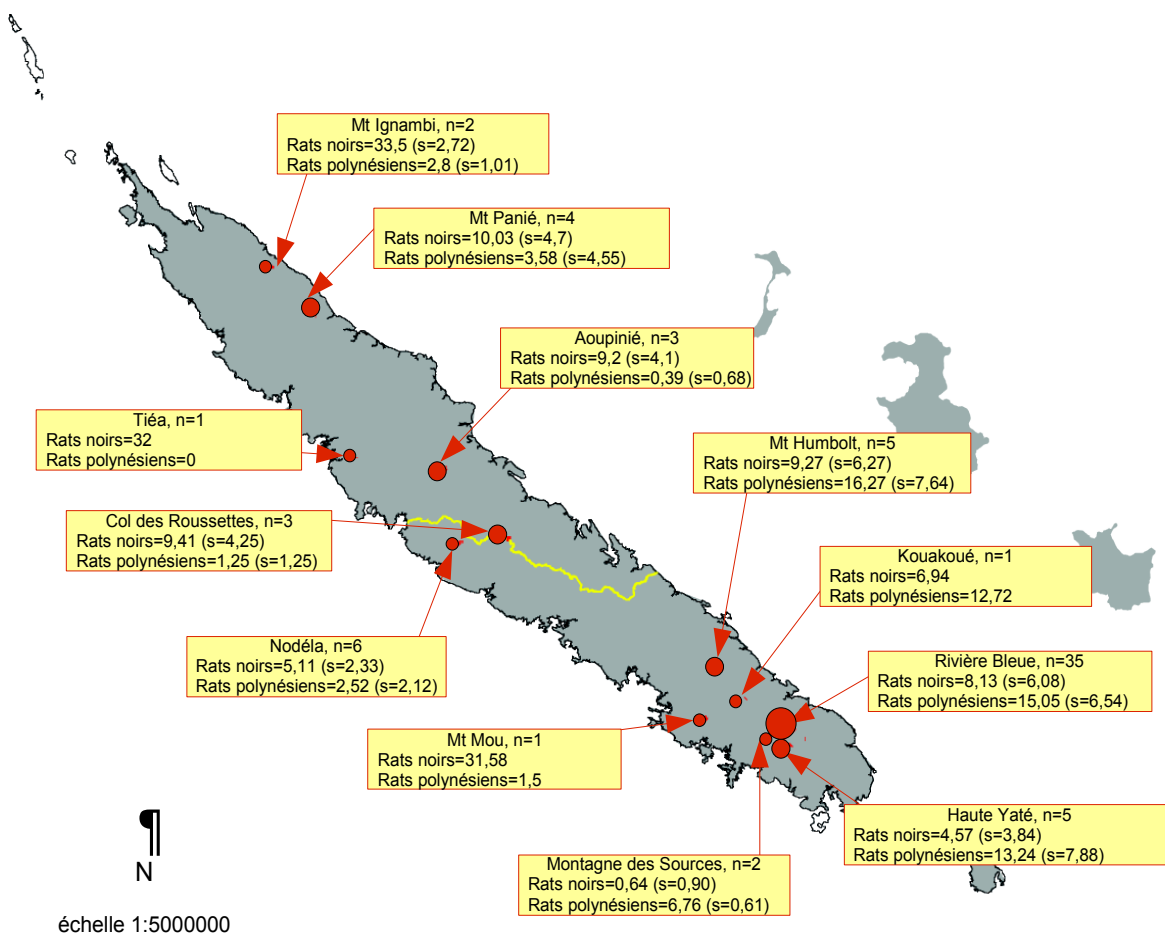 Mt Ignambi, n=2
Rats noirs=33,5 (s=2,72)
Rats polynésiens=2,8 (s=1,01)
Mt Panié, n=4
Rats noirs=10,03 (s=4,7)
Rats polynésiens=3,58 (s=4,55)
Aoupinié, n=3
Rats noirs=9,2 (s=4,1)
Rats polynésiens=0,39 (s=0,68)
Tiéa, n=1
Rats noirs=32
Rats polynésiens=0
Mt Humbolt, n=5
Rats noirs=9,27 (s=6,27)
Rats polynésiens=16,27 (s=7,64)
Col des Roussettes, n=3
Rats noirs=9,41 (s=4,25)
Rats polynésiens=1,25 (s=1,25)
Kouakoué, n=1
Rats noirs=6,94
Rats polynésiens=12,72
Nodéla, n=6
Rats noirs=5,11 (s=2,33)
Rats polynésiens=2,52 (s=2,12)
Rivière Bleue, n=35
Rats noirs=8,13 (s=6,08)
Rats polynésiens=15,05 (s=6,54)
Mt Mou, n=1
Rats noirs=31,58
Rats polynésiens=1,5
Haute Yaté, n=5
Rats noirs=4,57 (s=3,84)
Rats polynésiens=13,24 (s=7,88)
Montagne des Sources, n=2
Rats noirs=0,64 (s=0,90)
Rats polynésiens=6,76 (s=0,61)
¶
N
échelle 1:5000000